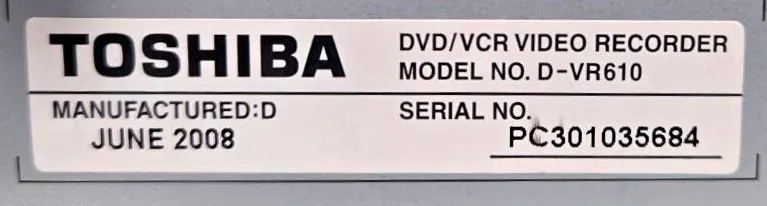 TOSHIBA
DVD/VCR VIDEO RECORDER
MODEL NO. D-VR610
MANUFACTURED:D
JUNE 2008
SERIAL NO.
PC301035684